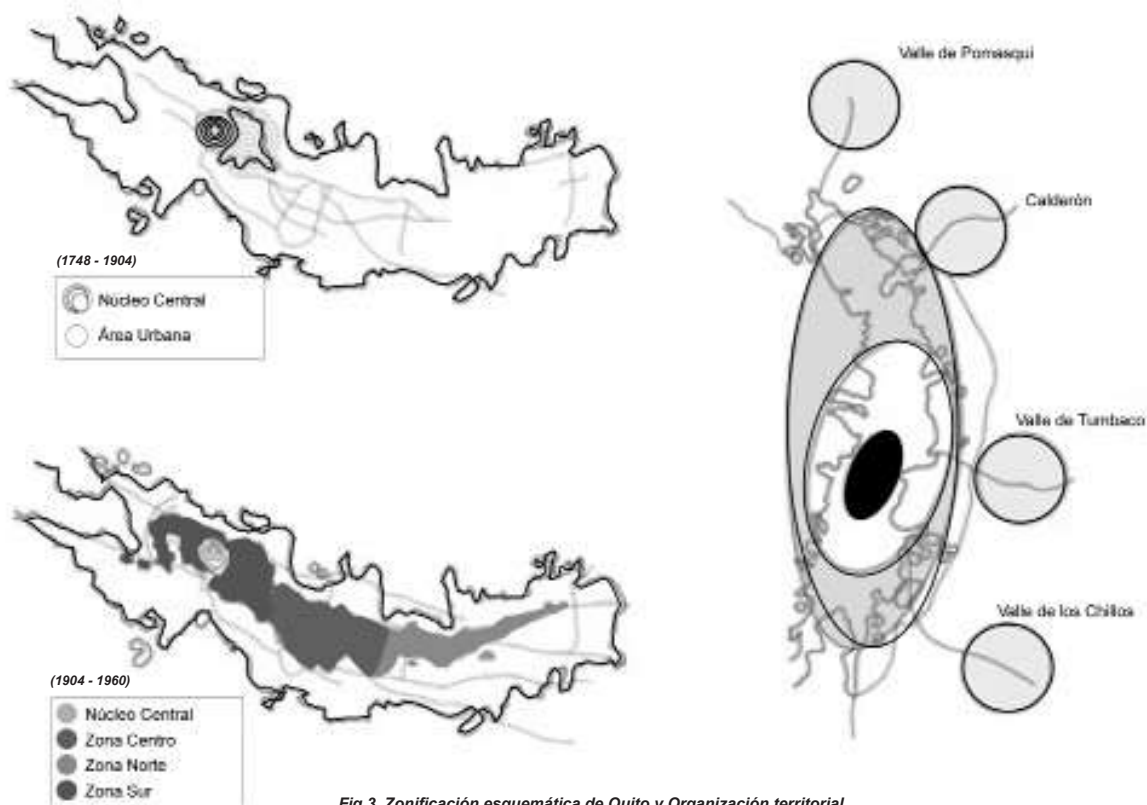 (1748 - 1904)
Núcleo Central
Área Urbana
(1904 - 1960)
Núcleo Central
Zona Centro
Zona Norte
Zona Sur
Valle de Pomasqui
Calderón
Valle de Tumbaco
Valle de los Chillos
Fig 3. Zonificación esquemática de Quito y Organización territorial